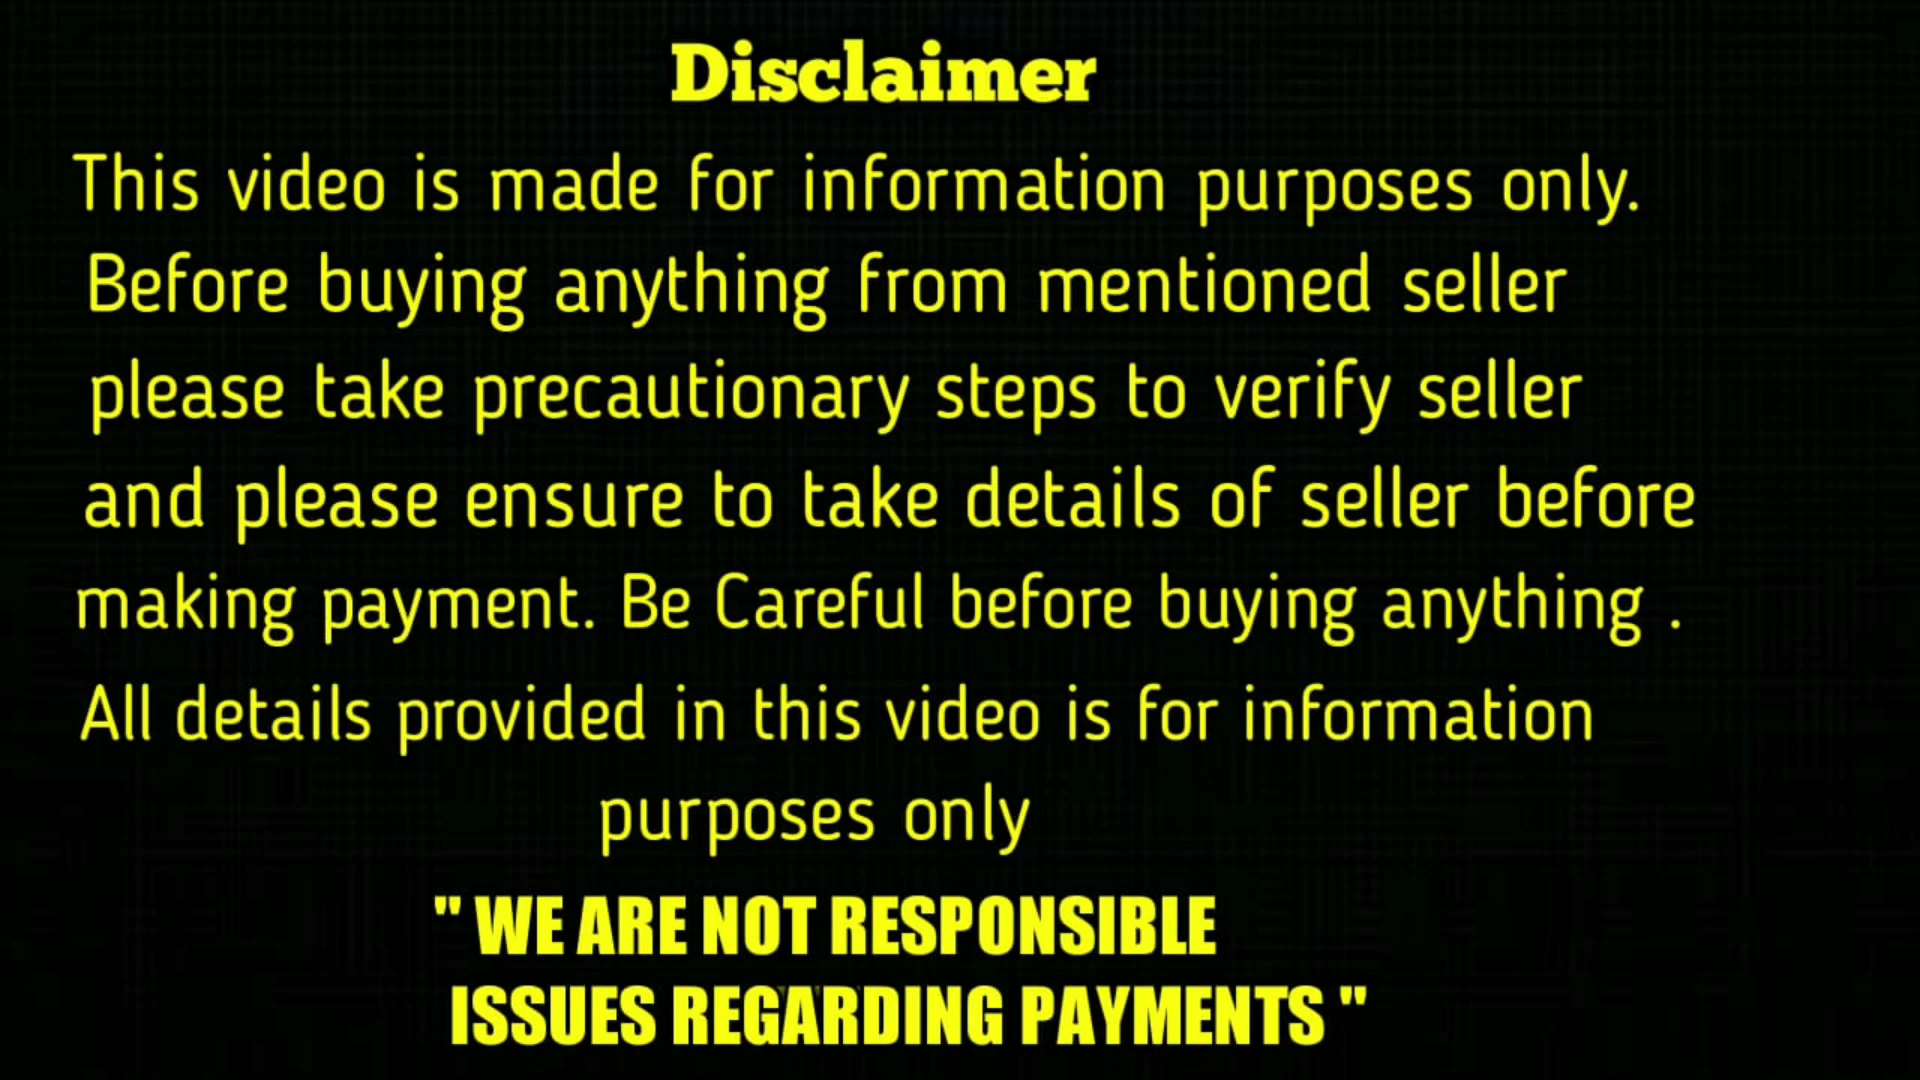 Disclaimer
This video is made for information purposes only.
Before buying anything from mentioned seller
please take precautionary steps to verify seller
and please ensure to take details of seller before
making payment. Be Careful before buying anything .
All details provided in this video is for information
purposes only
" WE ARE NOT RESPONSIBLE
ISSUES REGARDING PAYMENTS "